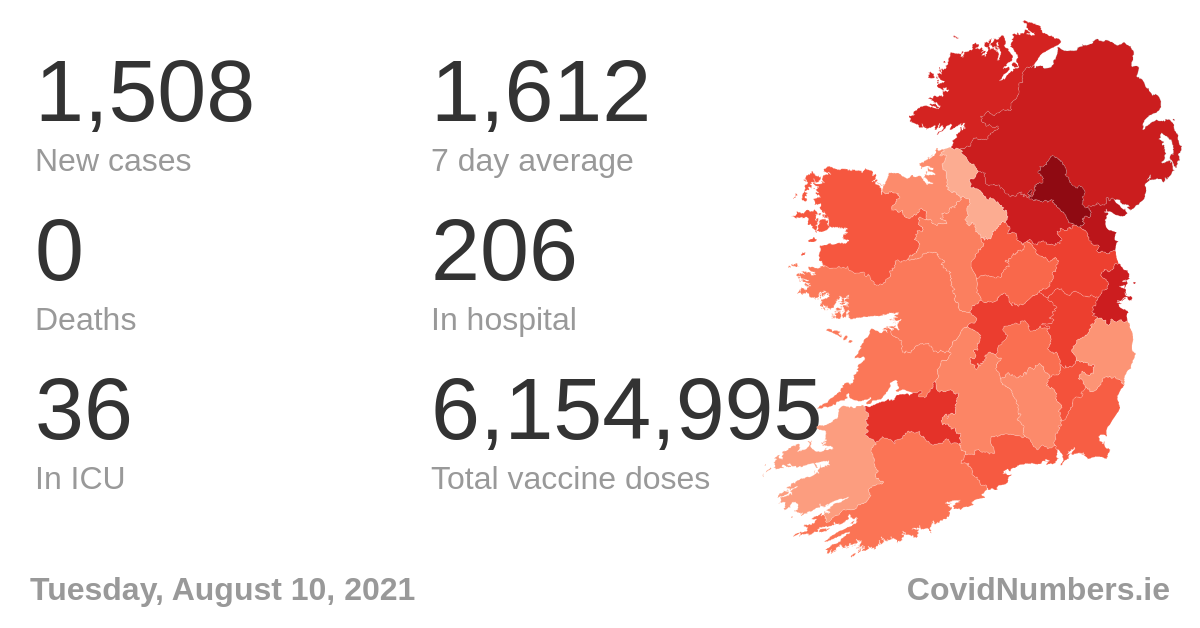 1,508
New cases
1,612
7 day average
0
Deaths
206
In hospital
36
In ICU
6,154,995
Total vaccine doses
Tuesday, August 10, 2021
CovidNumbers.ie